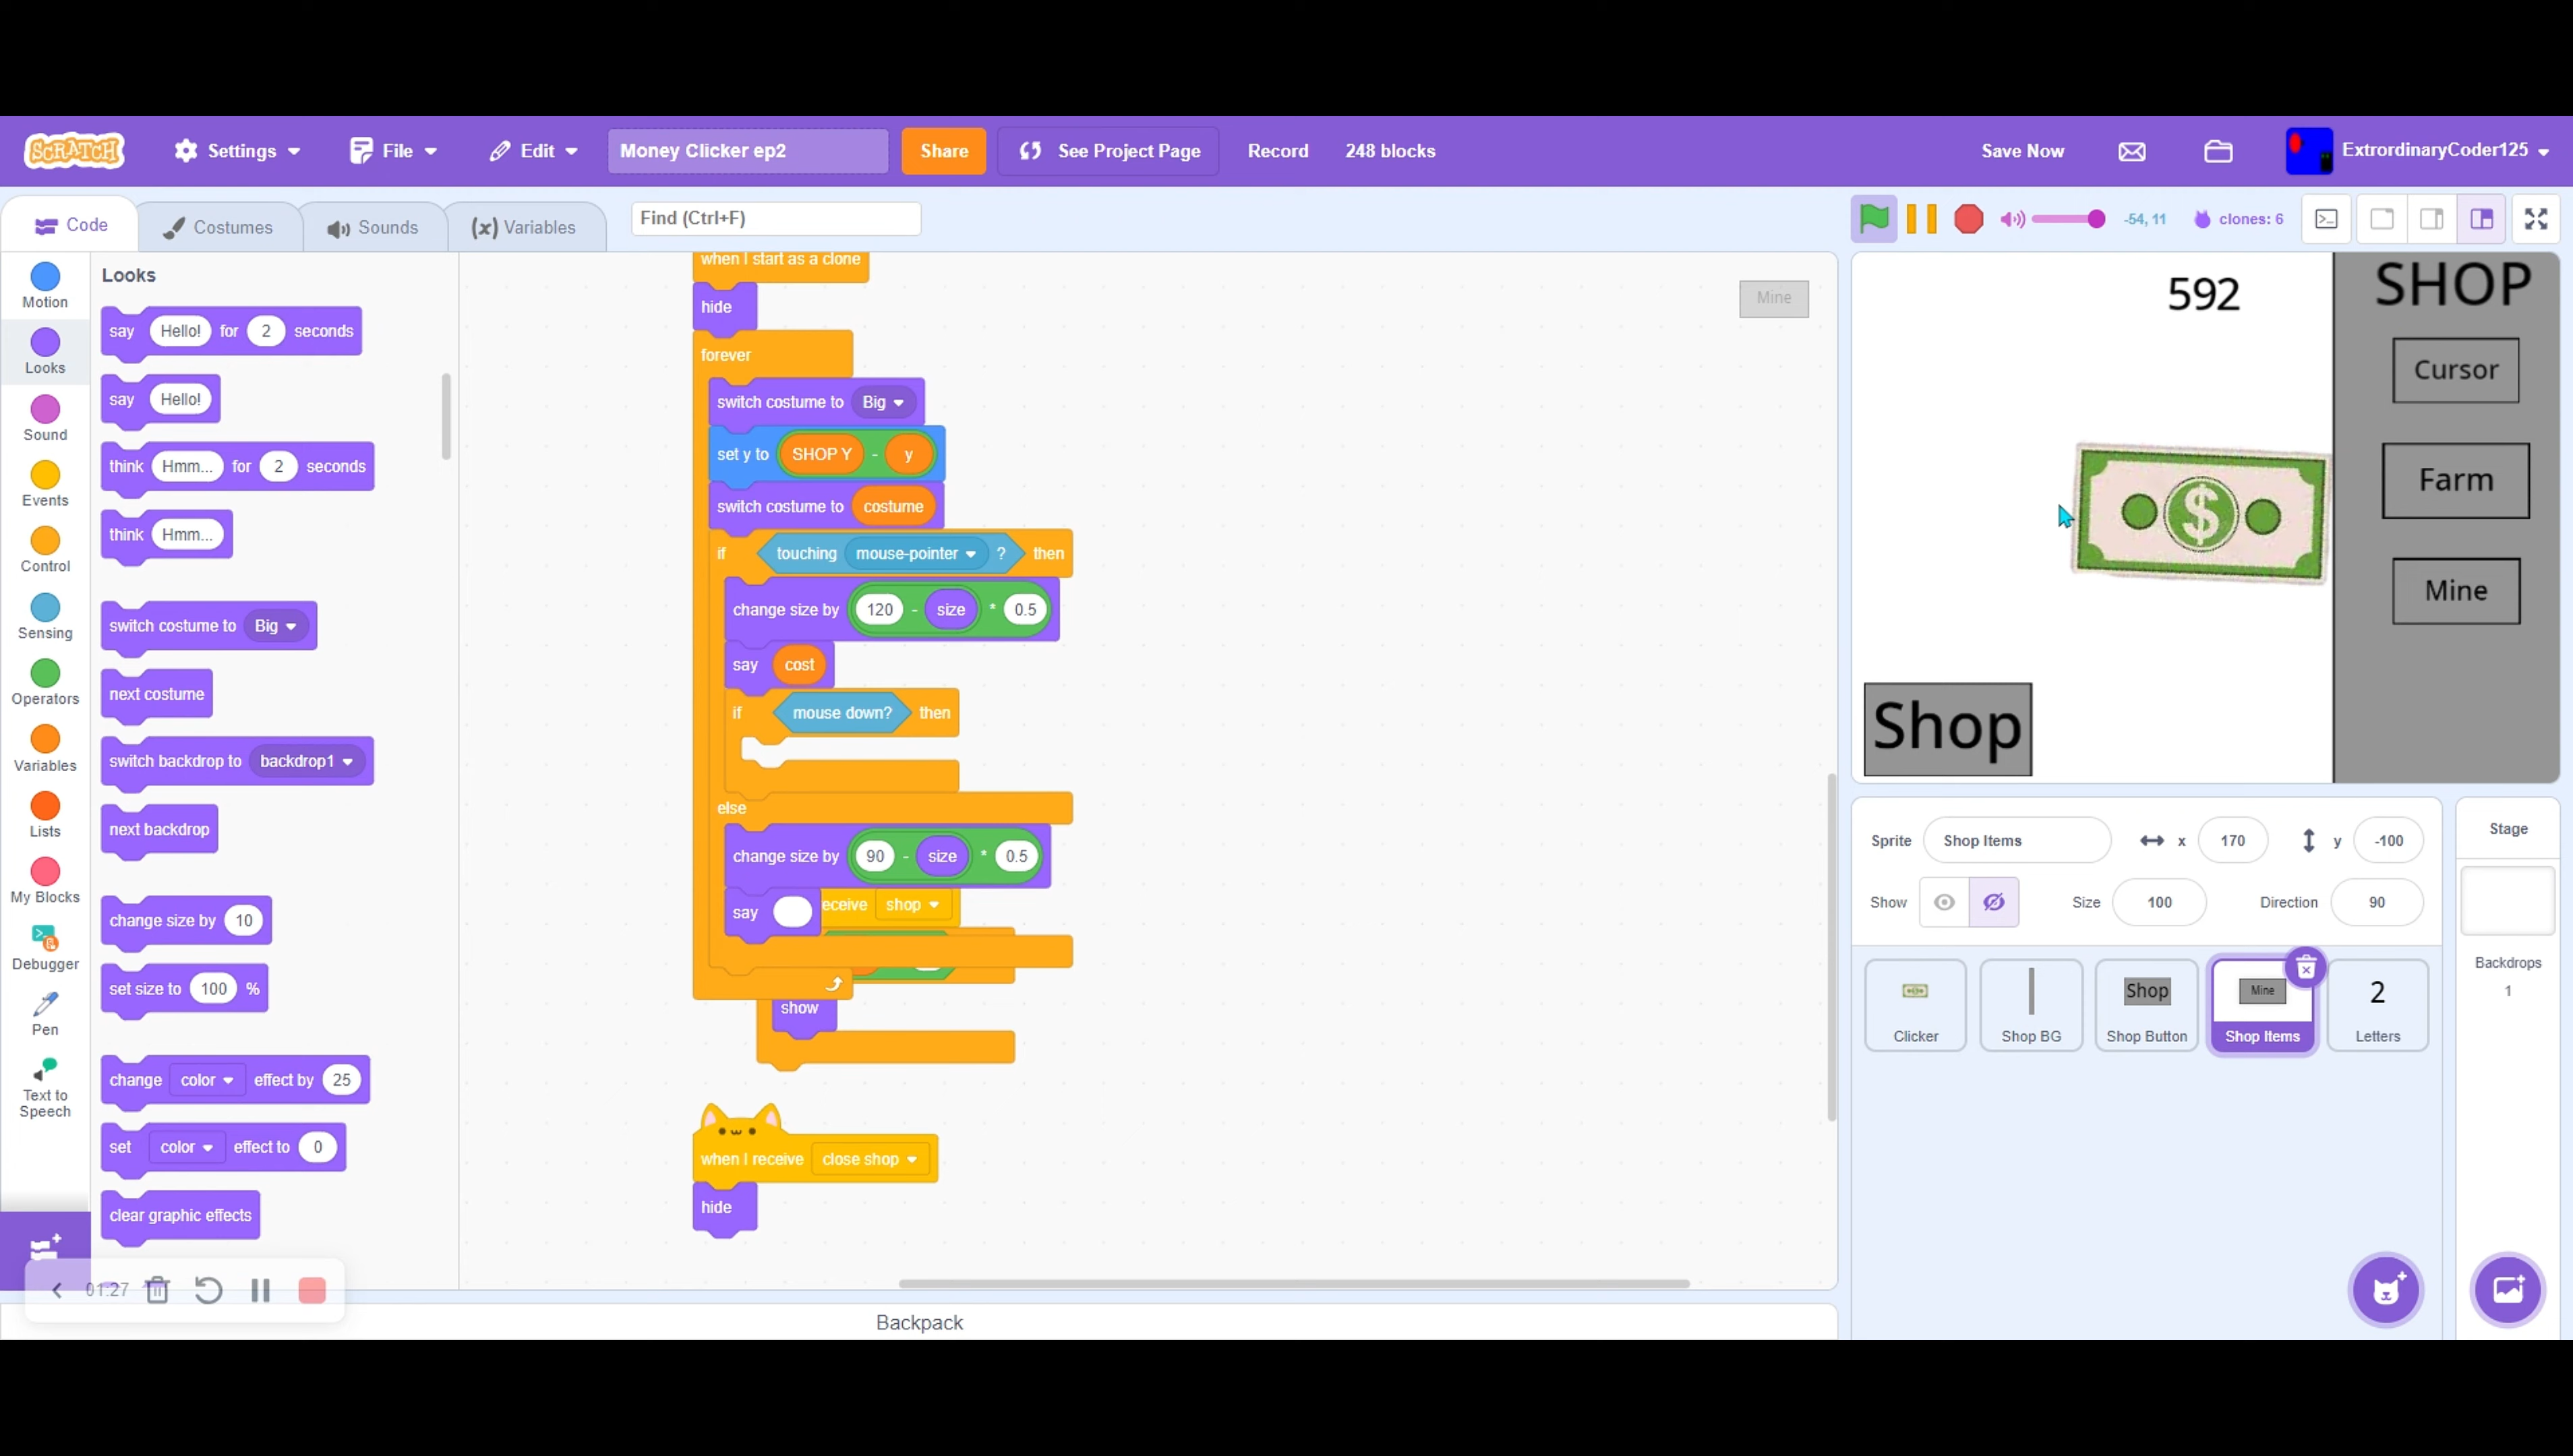 SCRATCH Settings File Edit Money Clicker ep2 Share See Project Page Record 248 blocks Save Now ExtrordinaryCoder125
Code Costumes Sounds (x) Variables Find (Ctrl+F) -54, 11 clones: 6
Motion
Looks
Sound
Events
Control
Sensing
Operators
Variables
Lists
My Blocks
Debugger
Pen
Text to
Speech
Looks
say Hello! for 2 seconds
say Hello!
think Hmm... for 2 seconds
think Hmm...
switch costume to Big
next costume
switch backdrop to backdrop1
next backdrop
change size by 10
set size to 100 %
change color effect by 25
set color effect to 0
clear graphic effects
01:27
when I start as a clone
hide
forever
switch costume to Big
set y to SHOP Y - y
switch costume to costume
if touching mouse-pointer ? then
change size by 120 - size * 0.5
say cost
if mouse down? then
else
change size by 90 - size * 0.5
say
eceive shop
show
when I receive close shop
hide
Mine
Backpack
592
SHOP
Cursor
Farm
Mine
$
Shop
Sprite Shop Items x 170 y -100
Show Size 100 Direction 90
Clicker
Shop BG
Shop
Shop Button
Mine
Shop Items
2
Letters
Stage
Backdrops
1